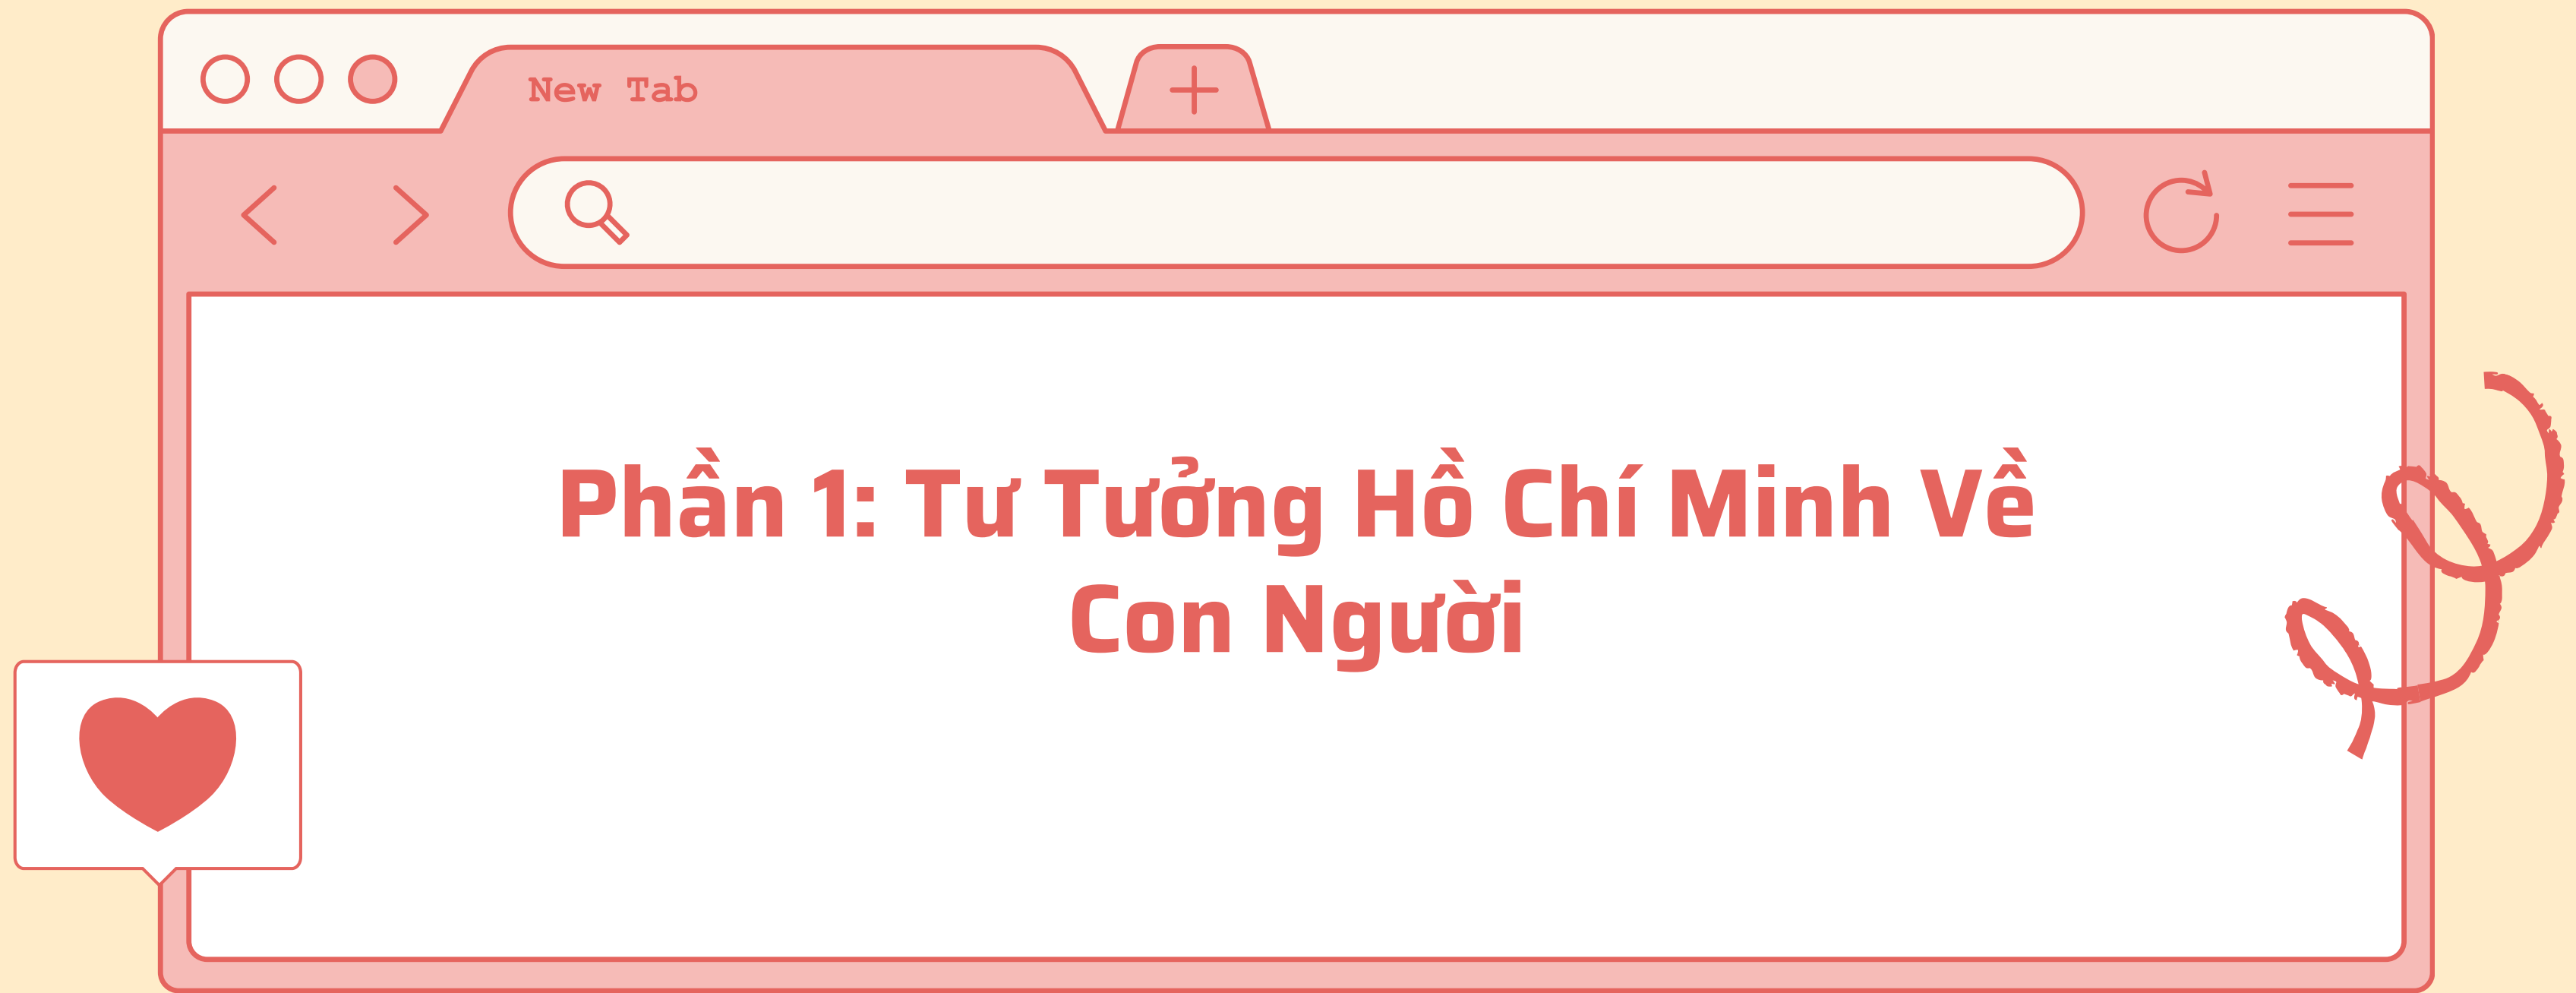 New Tab
Phần 1: Tư Tưởng Hồ Chí Minh Về
Con Người